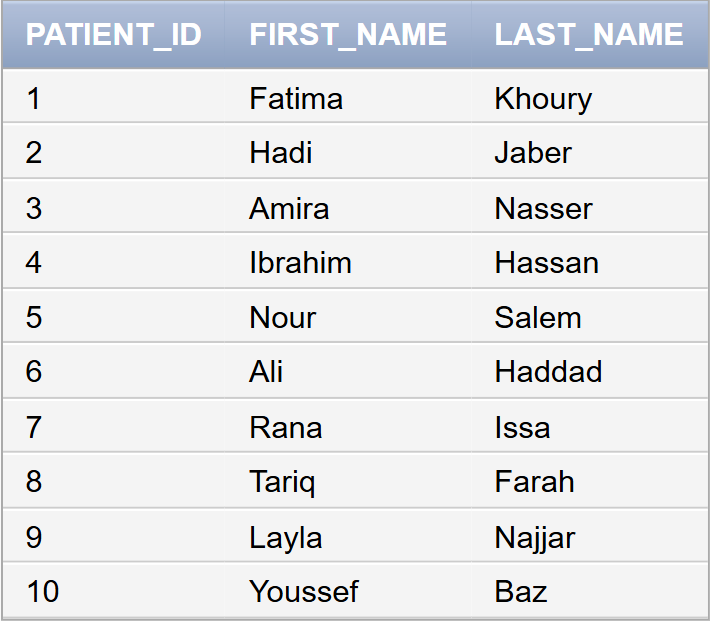 PATIENT_ID FIRST_NAME LAST_NAME
1 Fatima Khoury
2 Hadi Jaber
3 Amira Nasser
4 Ibrahim Hassan
5 Nour Salem
6 Ali Haddad
7 Rana Issa
8 Tariq Farah
9 Layla Najjar
10 Youssef Baz